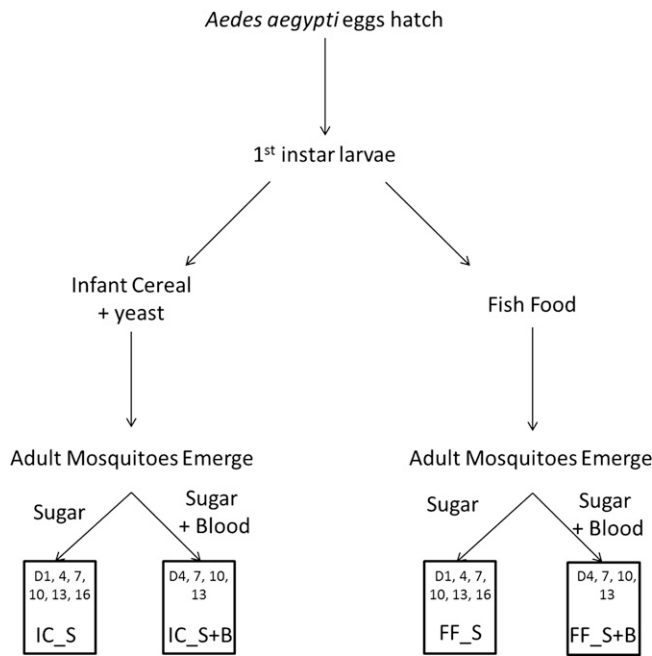 Aedes aegypti eggs hatch
1st instar larvae
Infant Cereal
+ yeast
Fish Food
Adult Mosquitoes Emerge
Adult Mosquitoes Emerge
Sugar
Sugar
+ Blood
Sugar
Sugar
+ Blood
D1, 4, 7,
10, 13, 16
IC_S
D4, 7, 10,
13
IC_S+B
D1, 4, 7,
10, 13, 16
FF_S
D4, 7, 10,
13
FF_S+B